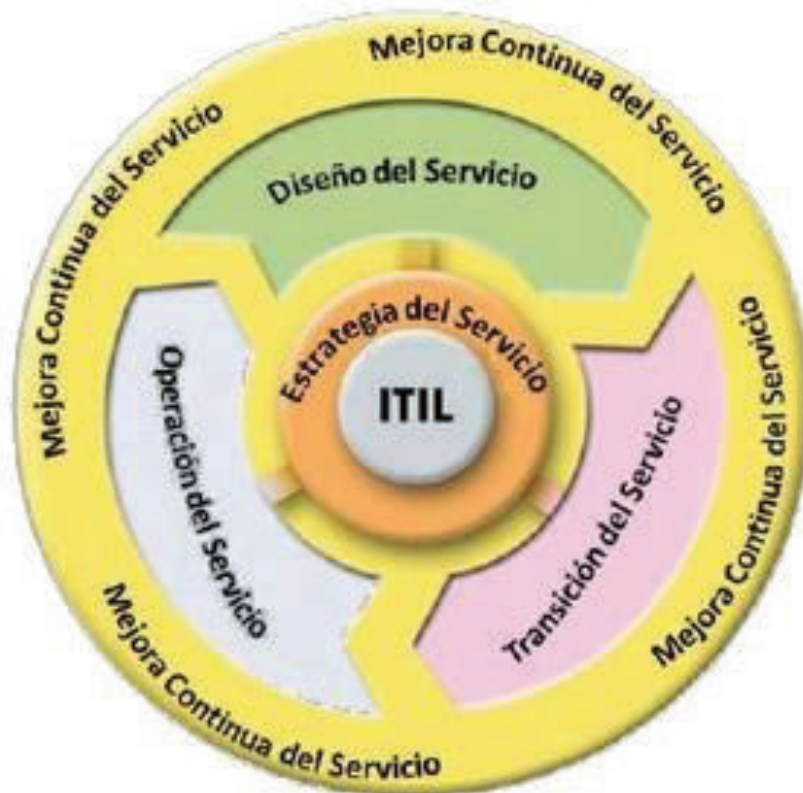 Mejora Continua del Servicio
Mejora Continua del Servicio
Diseño del Servicio
Estrategia del Servicio
ITIL
Operación del Servicio
Transición del Servicio
Mejora Continua del Servicio
Mejora Continua del Servicio